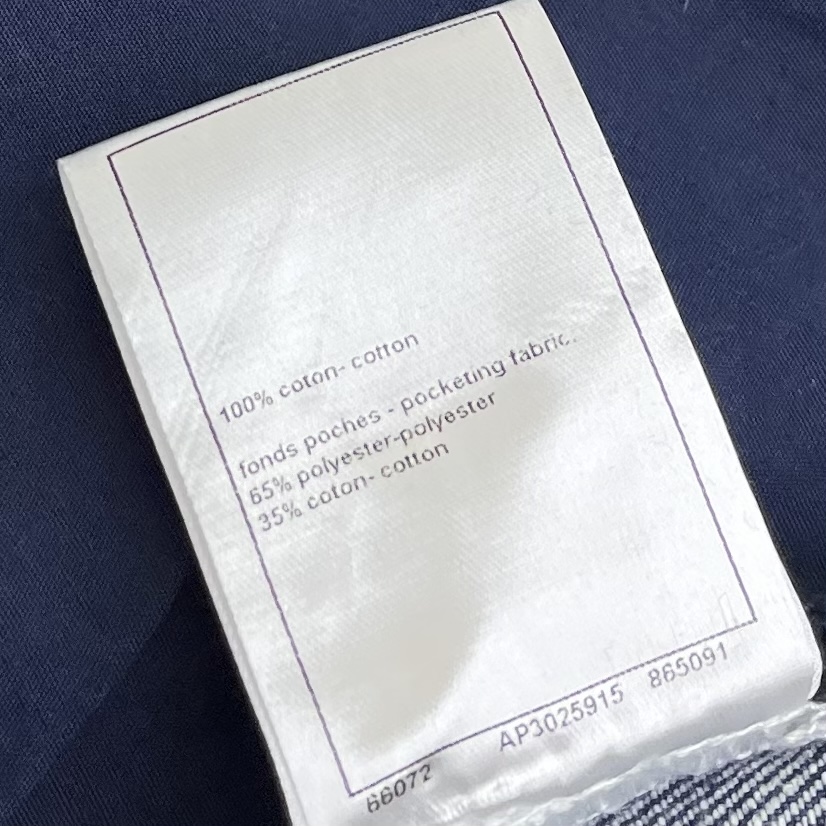 100% coton- cotton
fonds poches - pocketing fabric.
65% polyester-polyester
35% coton- cotton
66072 AP3025915 865091